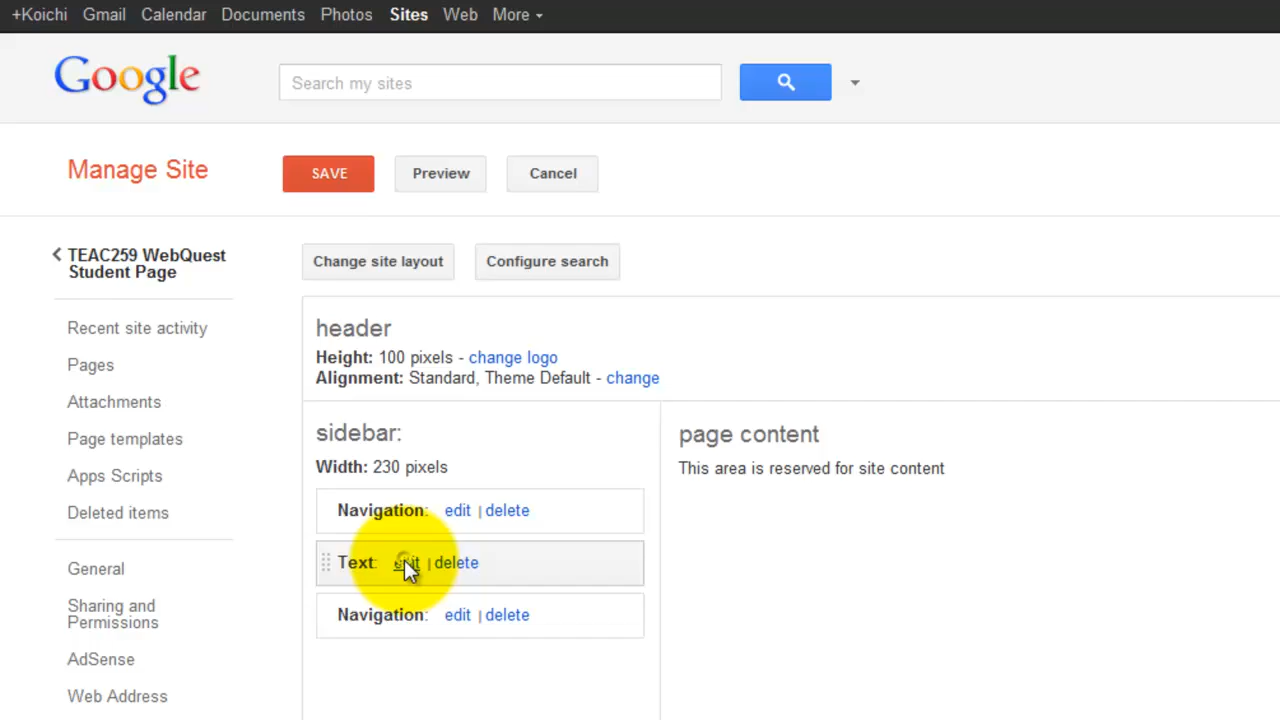 +Koichi Gmail Calendar Documents Photos Sites Web More
Google
Search my sites
Manage Site
SAVE Preview Cancel
TEAC259 WebQuest
Student Page
Change site layout Configure search
Recent site activity
Pages
Attachments
Page templates
Apps Scripts
Deleted items
General
Sharing and
Permissions
AdSense
Web Address
header
Height: 100 pixels - change logo
Alignment: Standard, Theme Default - change
sidebar:
Width: 230 pixels
Navigation: edit | delete
Text: edit | delete
Navigation: edit | delete
page content
This area is reserved for site content